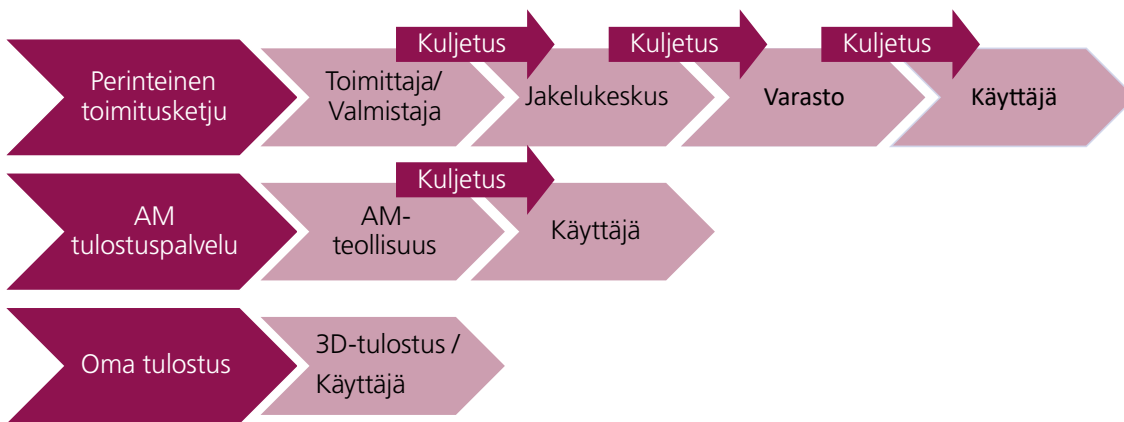 Kuljetus
Kuljetus
Kuljetus
Perinteinen
toimitusketju
Toimittaja/
Valmistaja
Jakelukeskus
Varasto
Käyttäjä
Kuljetus
AM
tulostuspalvelu
AM-
teollisuus
Käyttäjä
Oma tulostus
3D-tulostus /
Käyttäjä